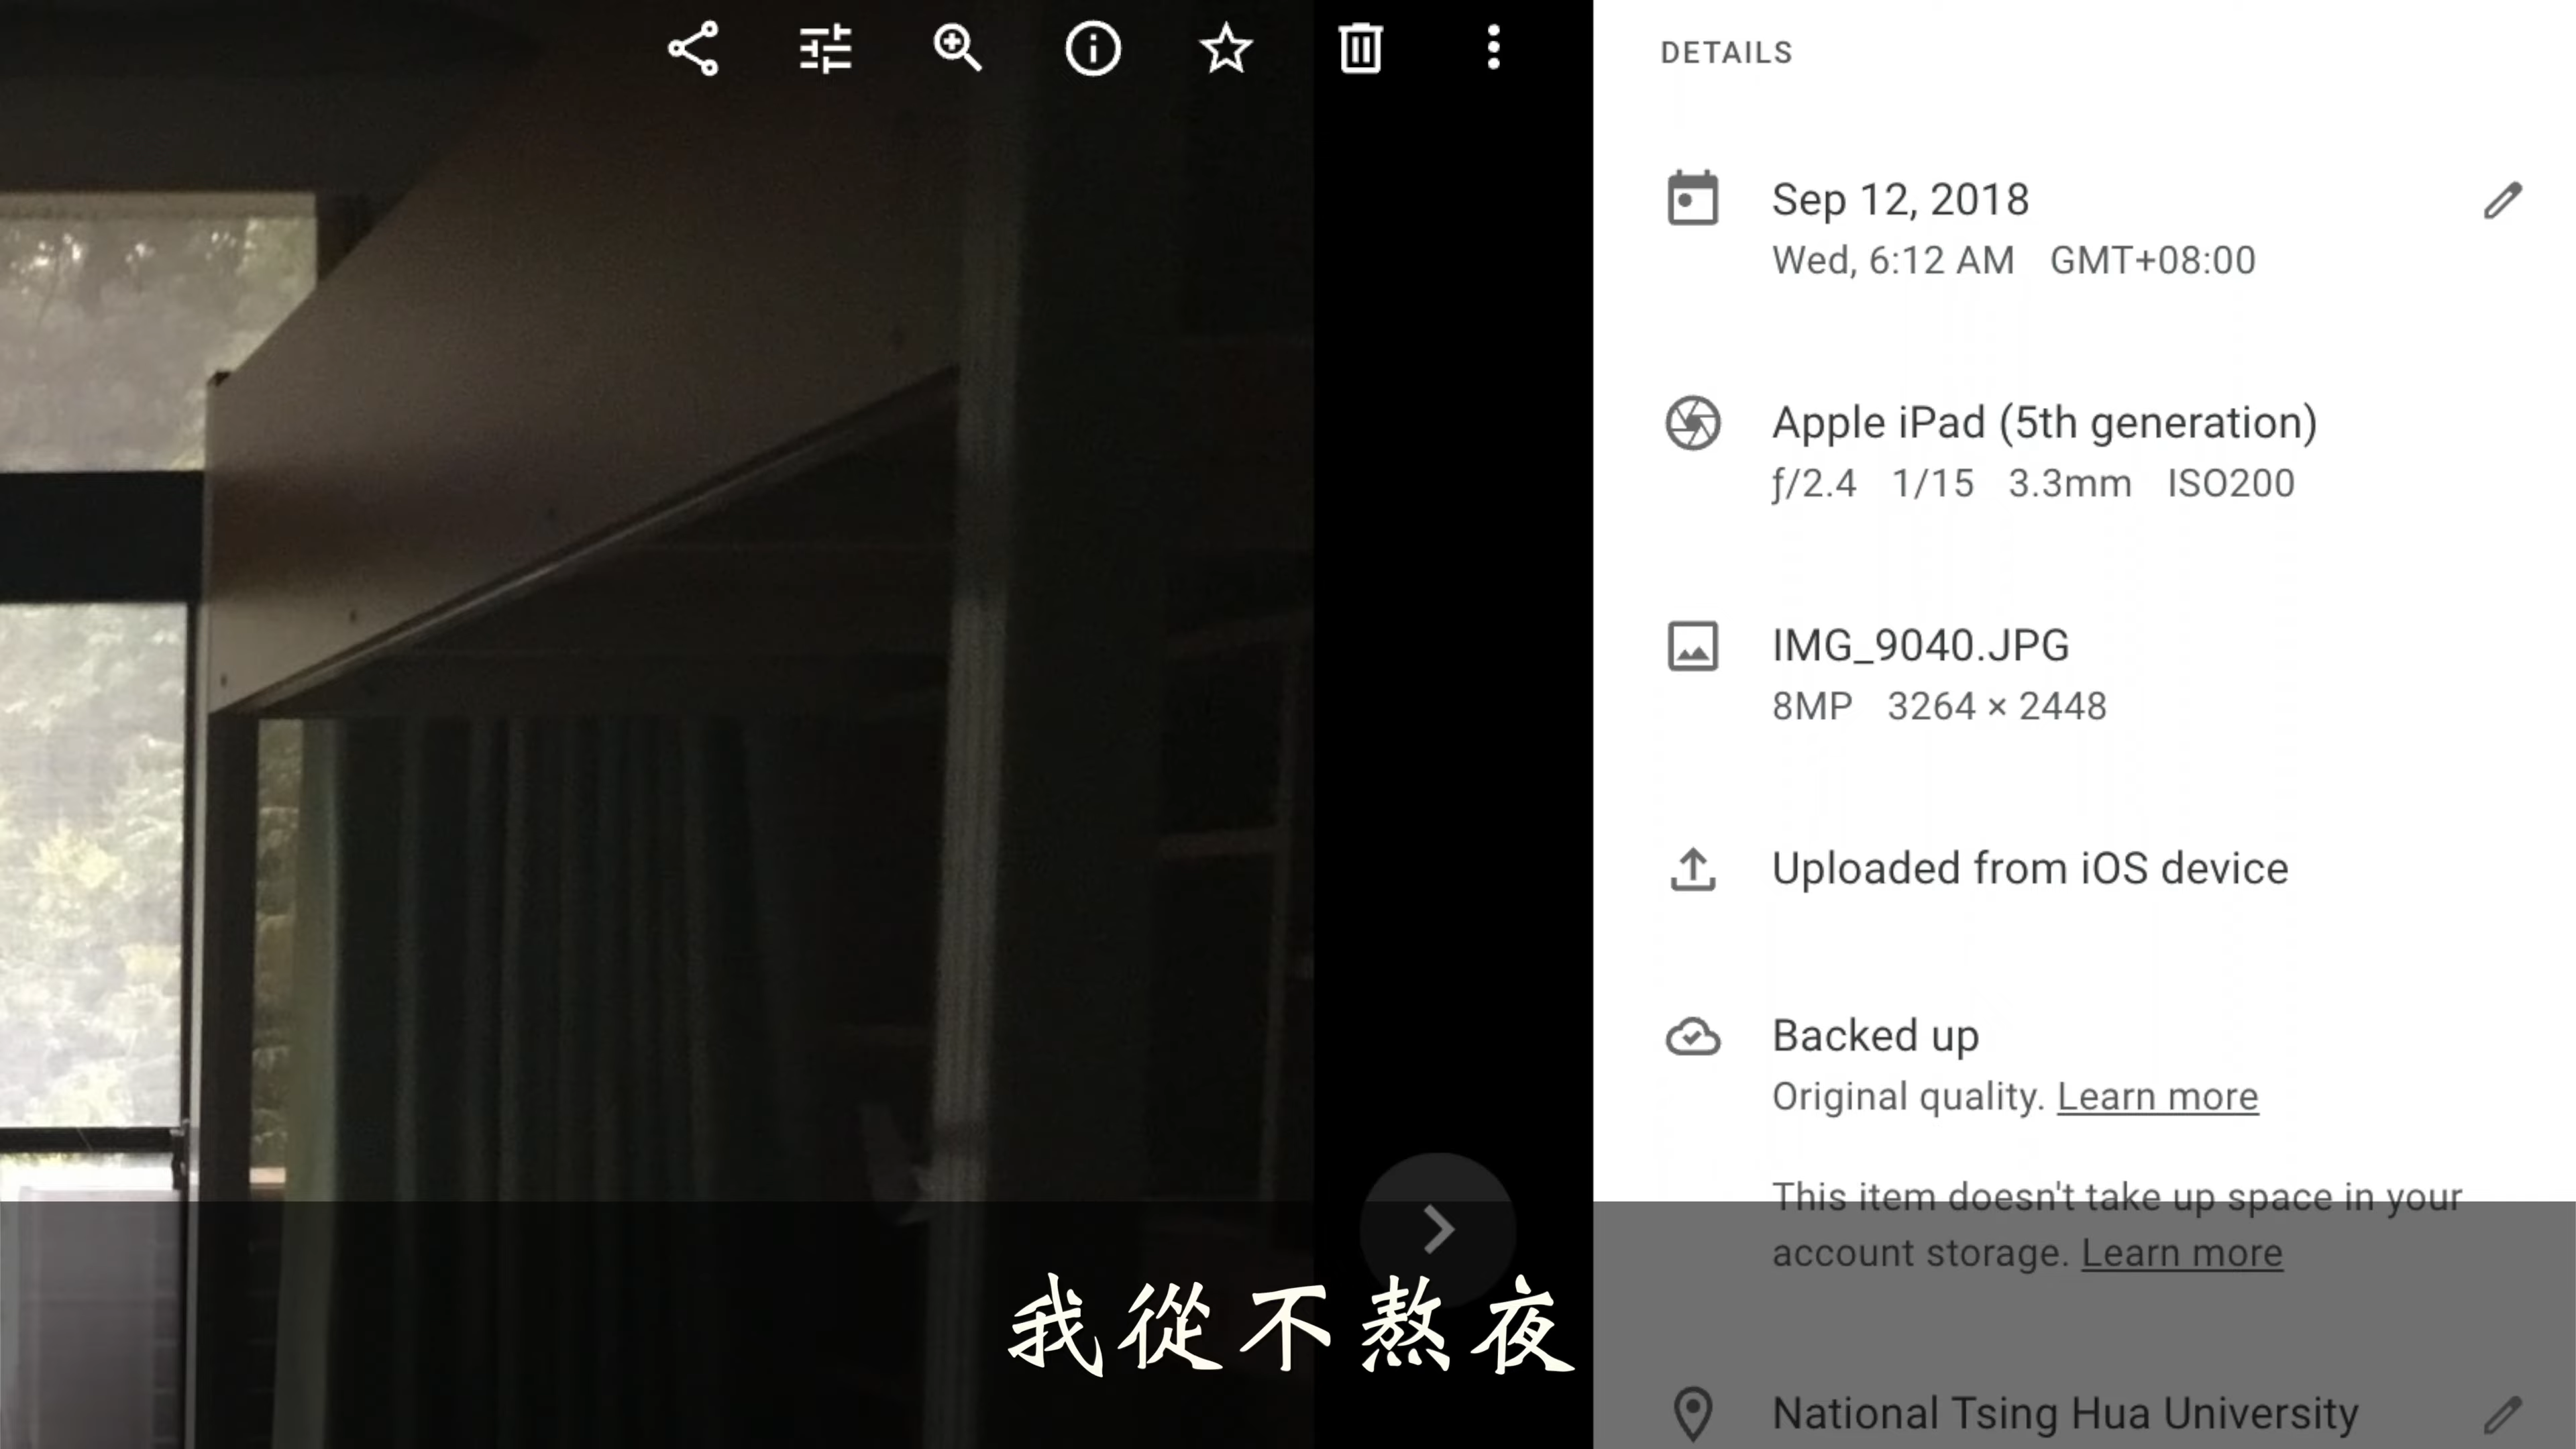 DETAILS
Sep 12, 2018
Wed, 6:12 AM GMT+08:00
Apple iPad (5th generation)
ƒ/2.4 1/15 3.3mm ISO200
IMG_9040.JPG
8MP 3264 × 2448
Uploaded from iOS device
Backed up
Original quality. Learn more
This item doesn't take up space in your
account storage. Learn more
我從不熬夜
National Tsing Hua University